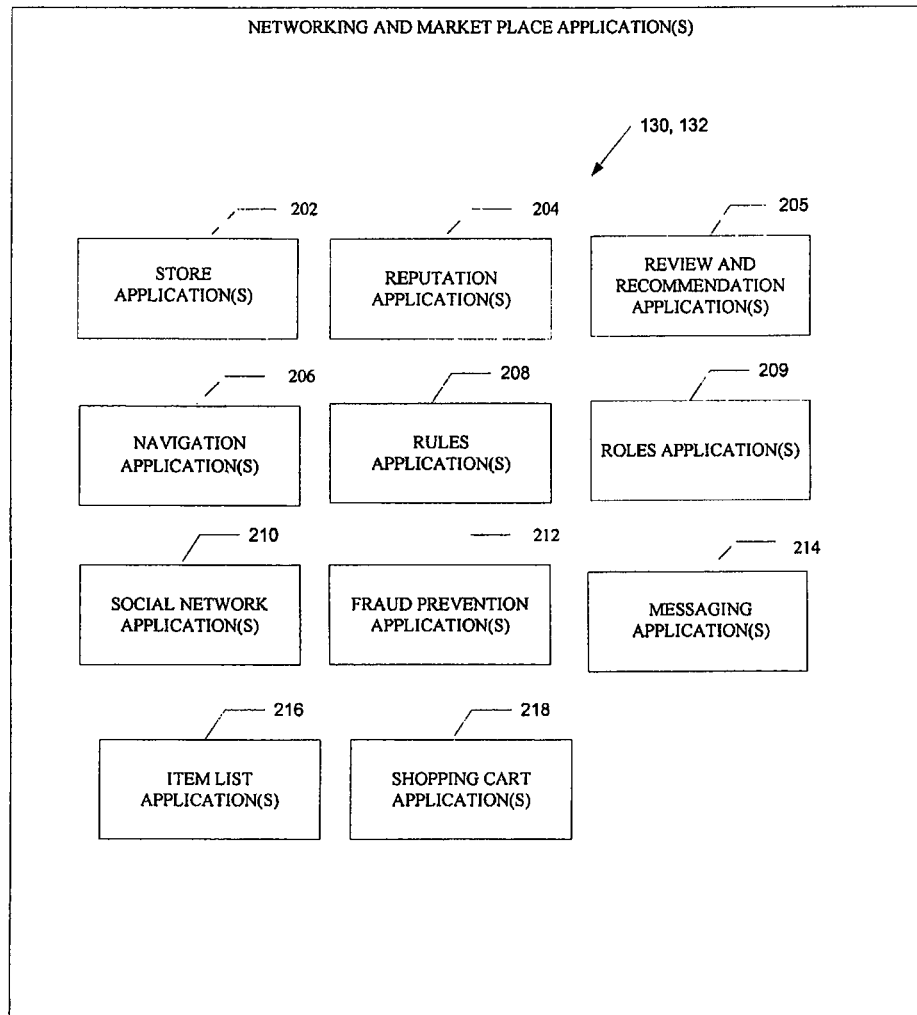 NETWORKING AND MARKET PLACE APPLICATION(S)
130, 132
202
204
205
STORE
APPLICATION(S)
REPUTATION
APPLICATION(S)
REVIEW AND
RECOMMENDATION
APPLICATION(S)
206
208
209
NAVIGATION
APPLICATION(S)
RULES
APPLICATION(S)
ROLES APPLICATION(S)
210
212
214
SOCIAL NETWORK
APPLICATION(S)
FRAUD PREVENTION
APPLICATION(S)
MESSAGING
APPLICATION(S)
216
218
ITEM LIST
APPLICATION(S)
SHOPPING CART
APPLICATION(S)